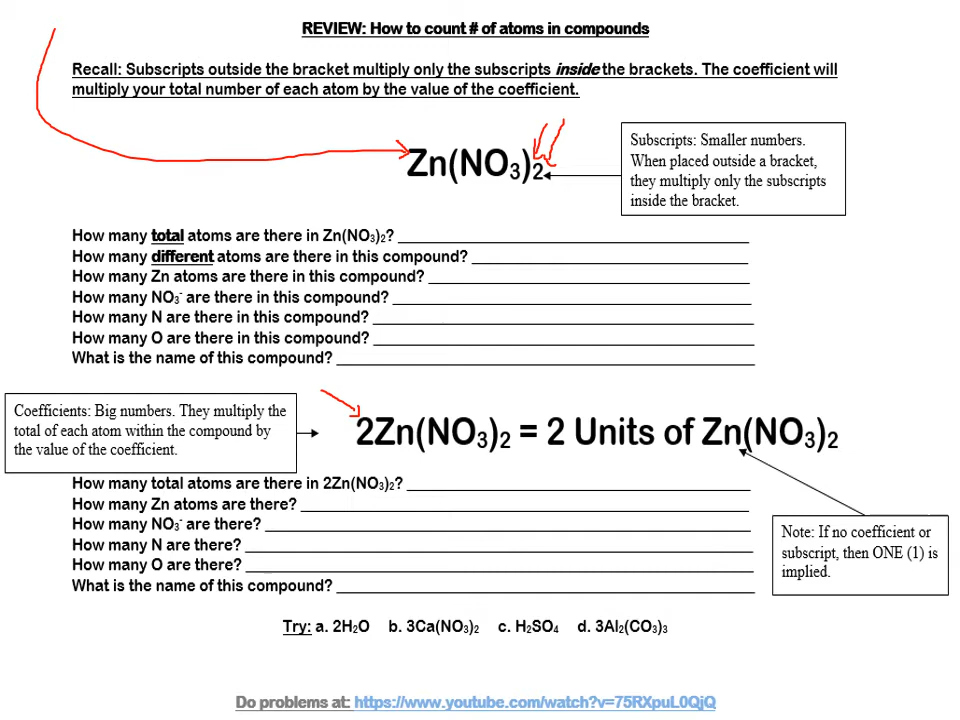 REVIEW: How to count # of atoms in compounds
Recall: Subscripts outside the bracket multiply only the subscripts inside the brackets. The coefficient will
multiply your total number of each atom by the value of the coefficient.
Zn(NO₃)₂
Subscripts: Smaller numbers.
When placed outside a bracket,
they multiply only the subscripts
inside the bracket.
How many total atoms are there in Zn(NO₃)₂?
How many different atoms are there in this compound?
How many Zn atoms are there in this compound?
How many NO₃⁻ are there in this compound?
How many N are there in this compound?
How many O are there in this compound?
What is the name of this compound?
Coefficients: Big numbers. They multiply the
total of each atom within the compound by
the value of the coefficient.
2Zn(NO₃)₂ = 2 Units of Zn(NO₃)₂
How many total atoms are there in 2Zn(NO₃)₂?
How many Zn atoms are there?
How many NO₃⁻ are there?
How many N are there?
How many O are there?
What is the name of this compound?
Note: If no coefficient or
subscript, then ONE (1) is
implied.
Try: a. 2H₂O b. 3Ca(NO₃)₂ c. H₂SO₄ d. 3Al₂(CO₃)₃
Do problems at: https://www.youtube.com/watch?v=75RXpuL0QjQ